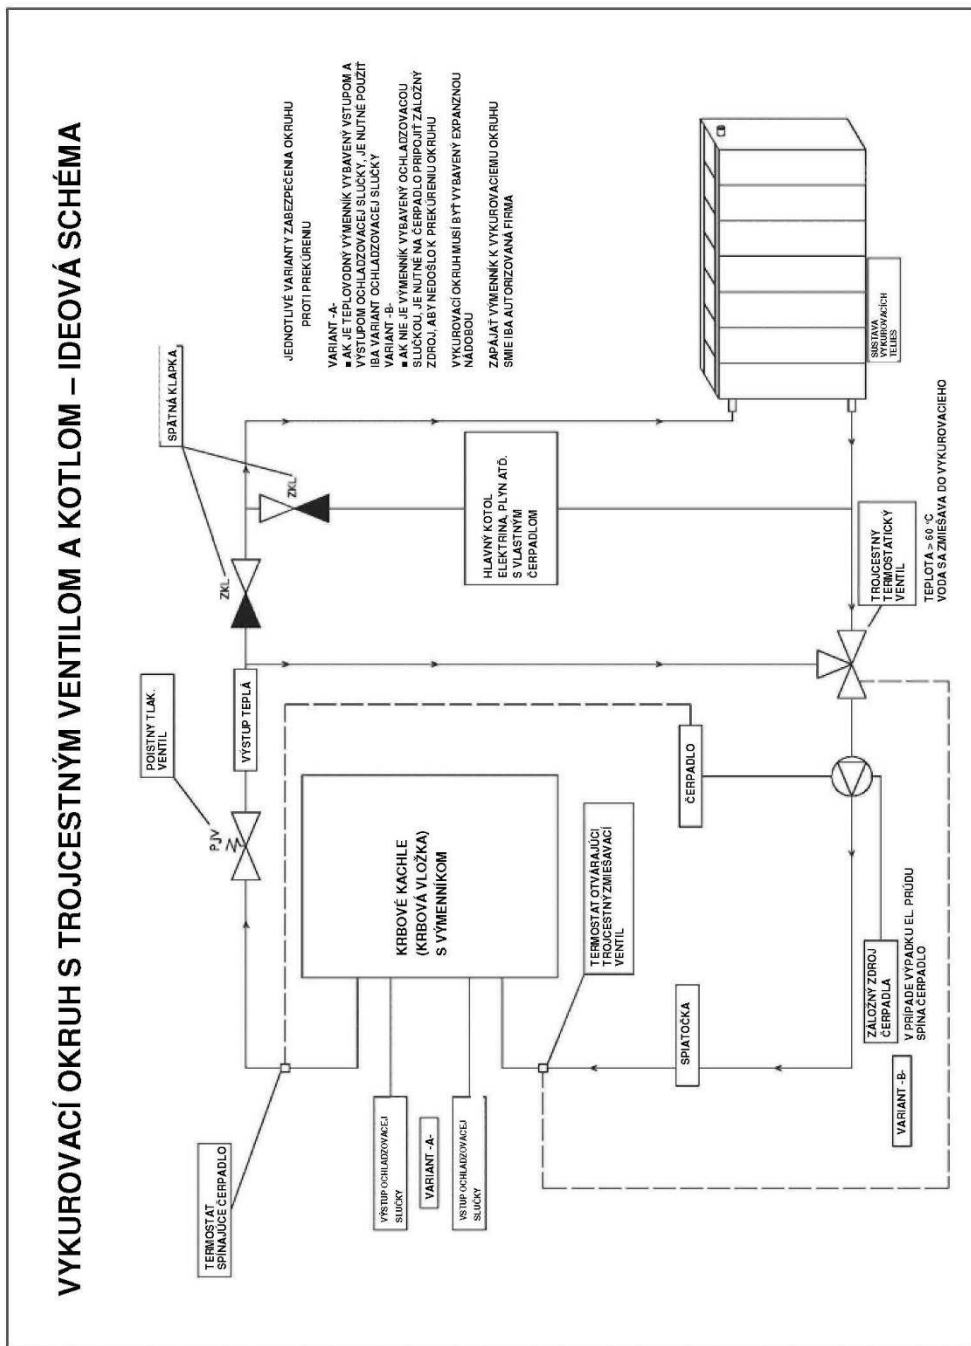 VYKUROVACÍ OKRUH S TROJCESTNÝM VENTILOM A KOTLOM – IDEOVÁ SCHÉMA
JEDNOTLIVÉ VARIANTY ZABEZPEČENIA OKRUHU
PROTI PREKÚRENIU
VARIANT -A-
■ AK JE TEPLOVODNÝ VÝMENNÍK VYBAVENÝ VSTUPOM A
VÝSTUPOM OCHLADZOVACEJ SLUČKY, JE NUTNÉ POUŽIŤ
IBA VARIANT OCHLADZOVACEJ SLUČKY
VARIANT -B-
■ AK NIE JE VÝMENNÍK VYBAVENÝ OCHLADZOVACOU
SLUČKOU, JE NUTNÉ NA ČERPADLO PRIPOJIŤ ZÁLOŽNÝ
ZDROJ, ABY NEDOŠLO K PREKÚRENIU OKRUHU
VYKUROVACÍ OKRUH MUSÍ BYŤ VYBAVENÝ EXPANZNOU
NÁDOBOU
ZAPÁJAŤ VÝMENNÍK K VYKUROVACIEMU OKRUHU
SMIE IBA AUTORIZOVANÁ FIRMA
TERMOSTAT
SPÍNAJÚCE ČERPADLO
POISTNÝ TLAK.
VENTIL
PJV
VÝSTUP TEPLÁ
SPÄTNÁ KLAPKA
ZKL
ZKL
VÝSTUP OCHLADZOVACEJ
SLUČKY
VARIANT -A-
VSTUP OCHLADZOVACEJ
SLUČKY
KRBOVÉ KACHLE
(KRBOVÁ VLOŽKA)
S VÝMENNÍKOM
HLAVNÝ KOTOL
ELEKTRINA, PLYN ATĎ.
S VLASTNÝM
ČERPADLOM
TERMOSTAT OTVÁRAJÚCI
TROJCESTNÝ ZMIEŠAVACÍ
VENTIL
ČERPADLO
SPIATOČKA
SÚSTAVA
VYKUROVACÍCH
TELIES
TROJCESTNÝ
TERMOSTATICKÝ
VENTIL
TEPLOTA > 60 °C
VODA SA ZMIEŠAVA DO VYKUROVACIEHO
ZÁLOŽNÝ ZDROJ
ČERPADLA
V PRÍPADE VÝPADKU EL. PRÚDU
SPÍNA ČERPADLO
VARIANT -B-